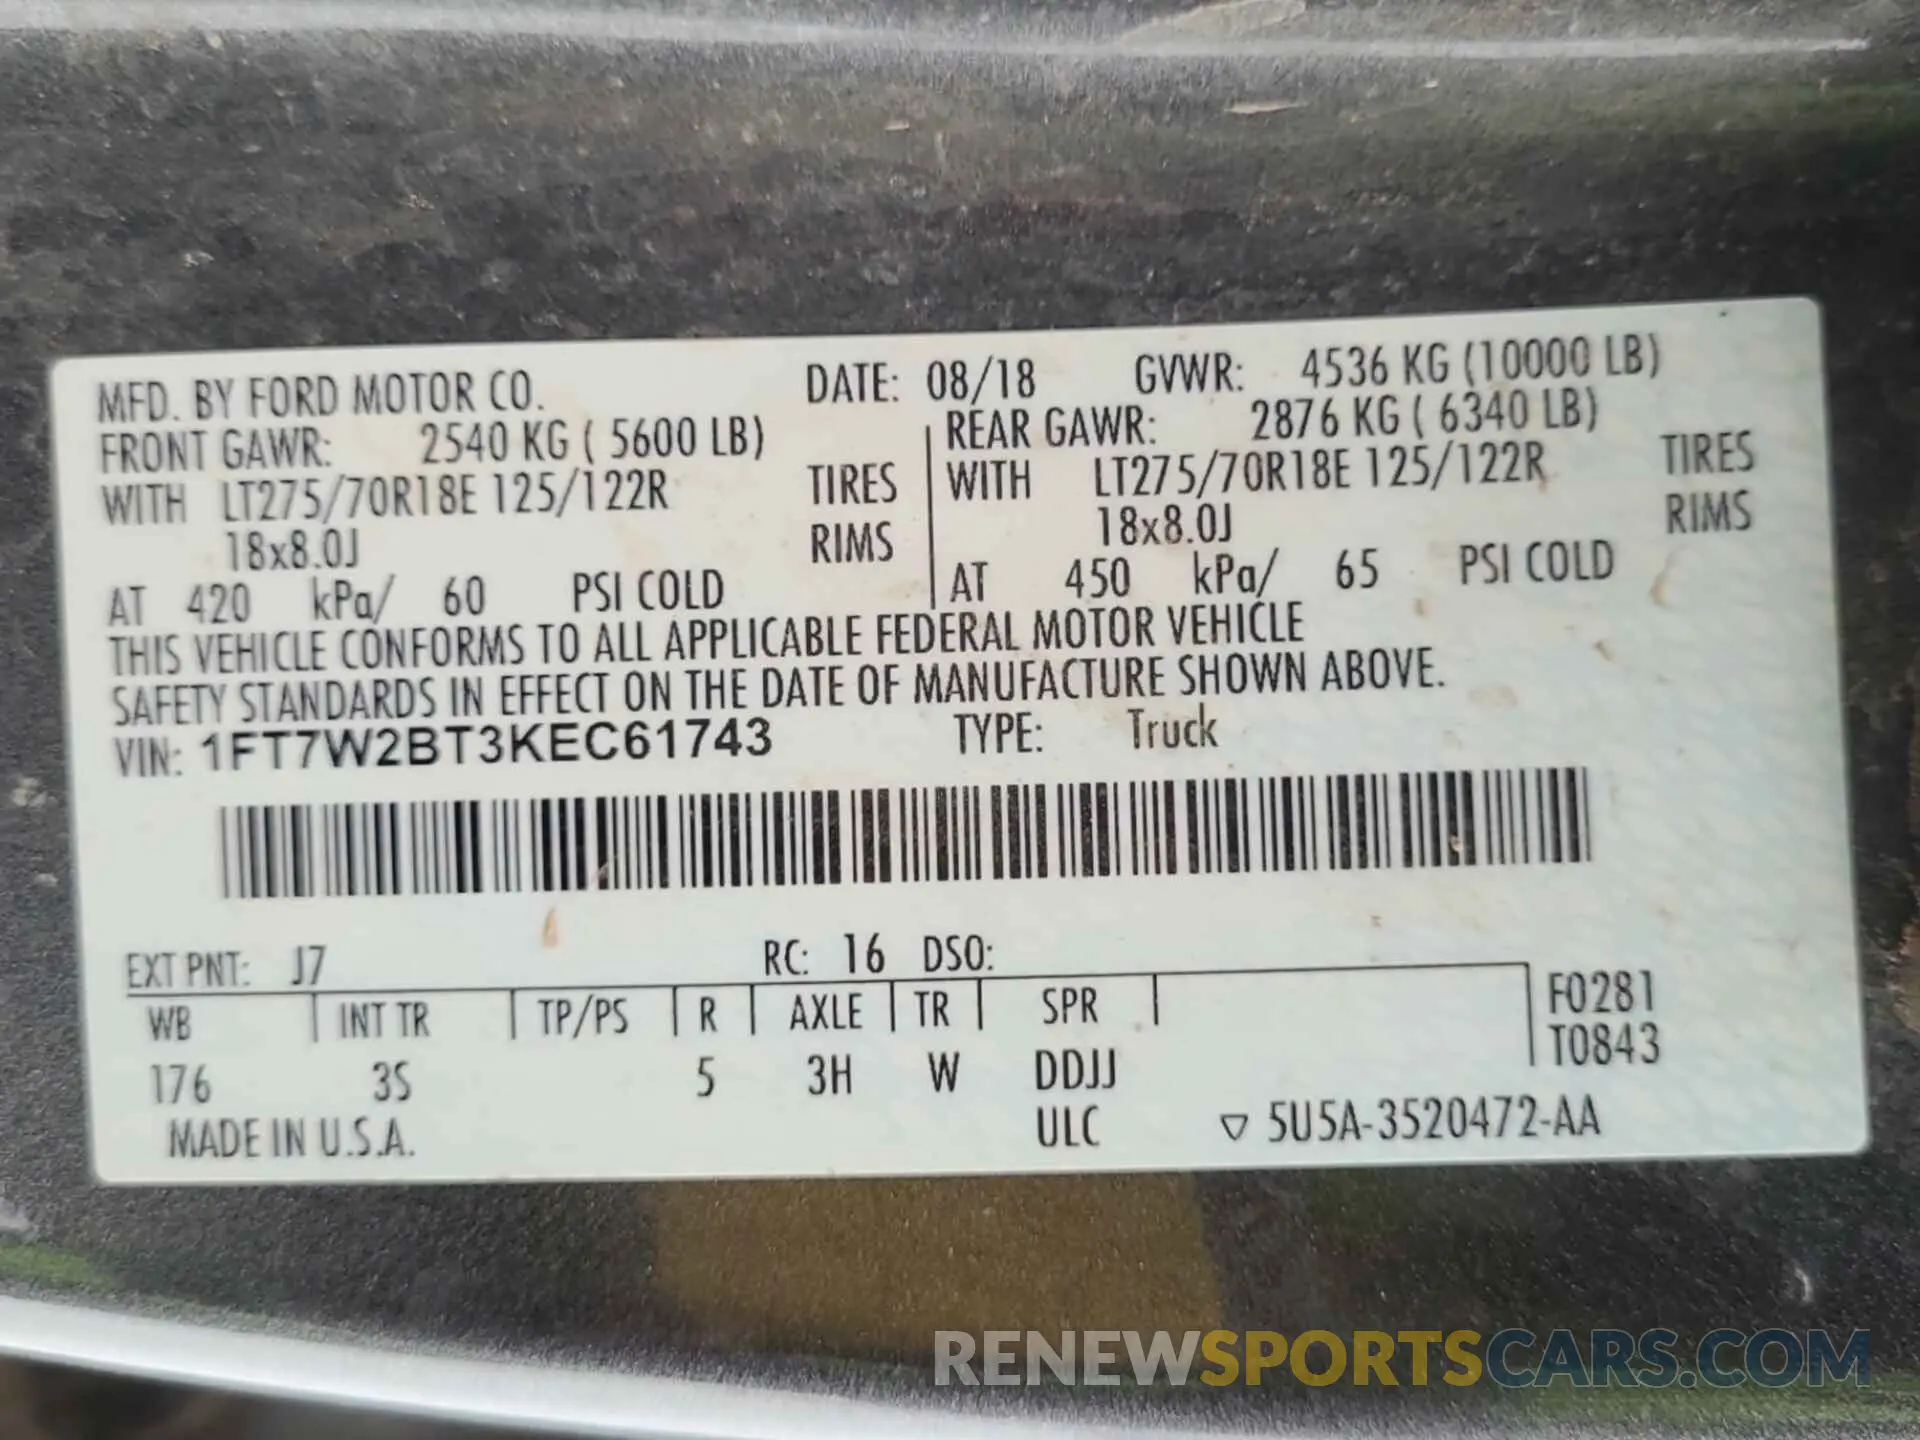 MFD. BY FORD MOTOR CO. DATE: 08/18 GVWR: 4536 KG (10000 LB)
FRONT GAWR: 2540 KG ( 5600 LB) REAR GAWR: 2876 KG ( 6340 LB)
WITH LT275/70R18E 125/122R TIRES WITH LT275/70R18E 125/122R TIRES
18x8.0J RIMS 18x8.0J RIMS
AT 420 kPa/ 60 PSI COLD AT 450 kPa/ 65 PSI COLD
THIS VEHICLE CONFORMS TO ALL APPLICABLE FEDERAL MOTOR VEHICLE
SAFETY STANDARDS IN EFFECT ON THE DATE OF MANUFACTURE SHOWN ABOVE.
VIN: 1FT7W2BT3KEC61743 TYPE: Truck
EXT PNT: J7 RC: 16 DSO:
WB INT TR TP/PS R AXLE TR SPR F0281
T0843
176 3S 5 3H W DDJJ
MADE IN U.S.A. ULC ▽ 5U5A-3520472-AA
RENEWSPORTSCARS.COM